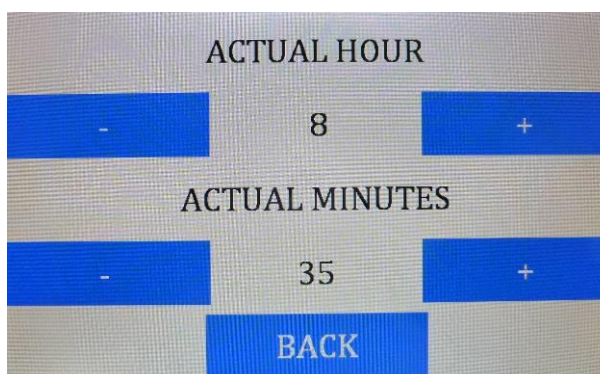 ACTUAL HOUR
- 8 +
ACTUAL MINUTES
- 35 +
BACK